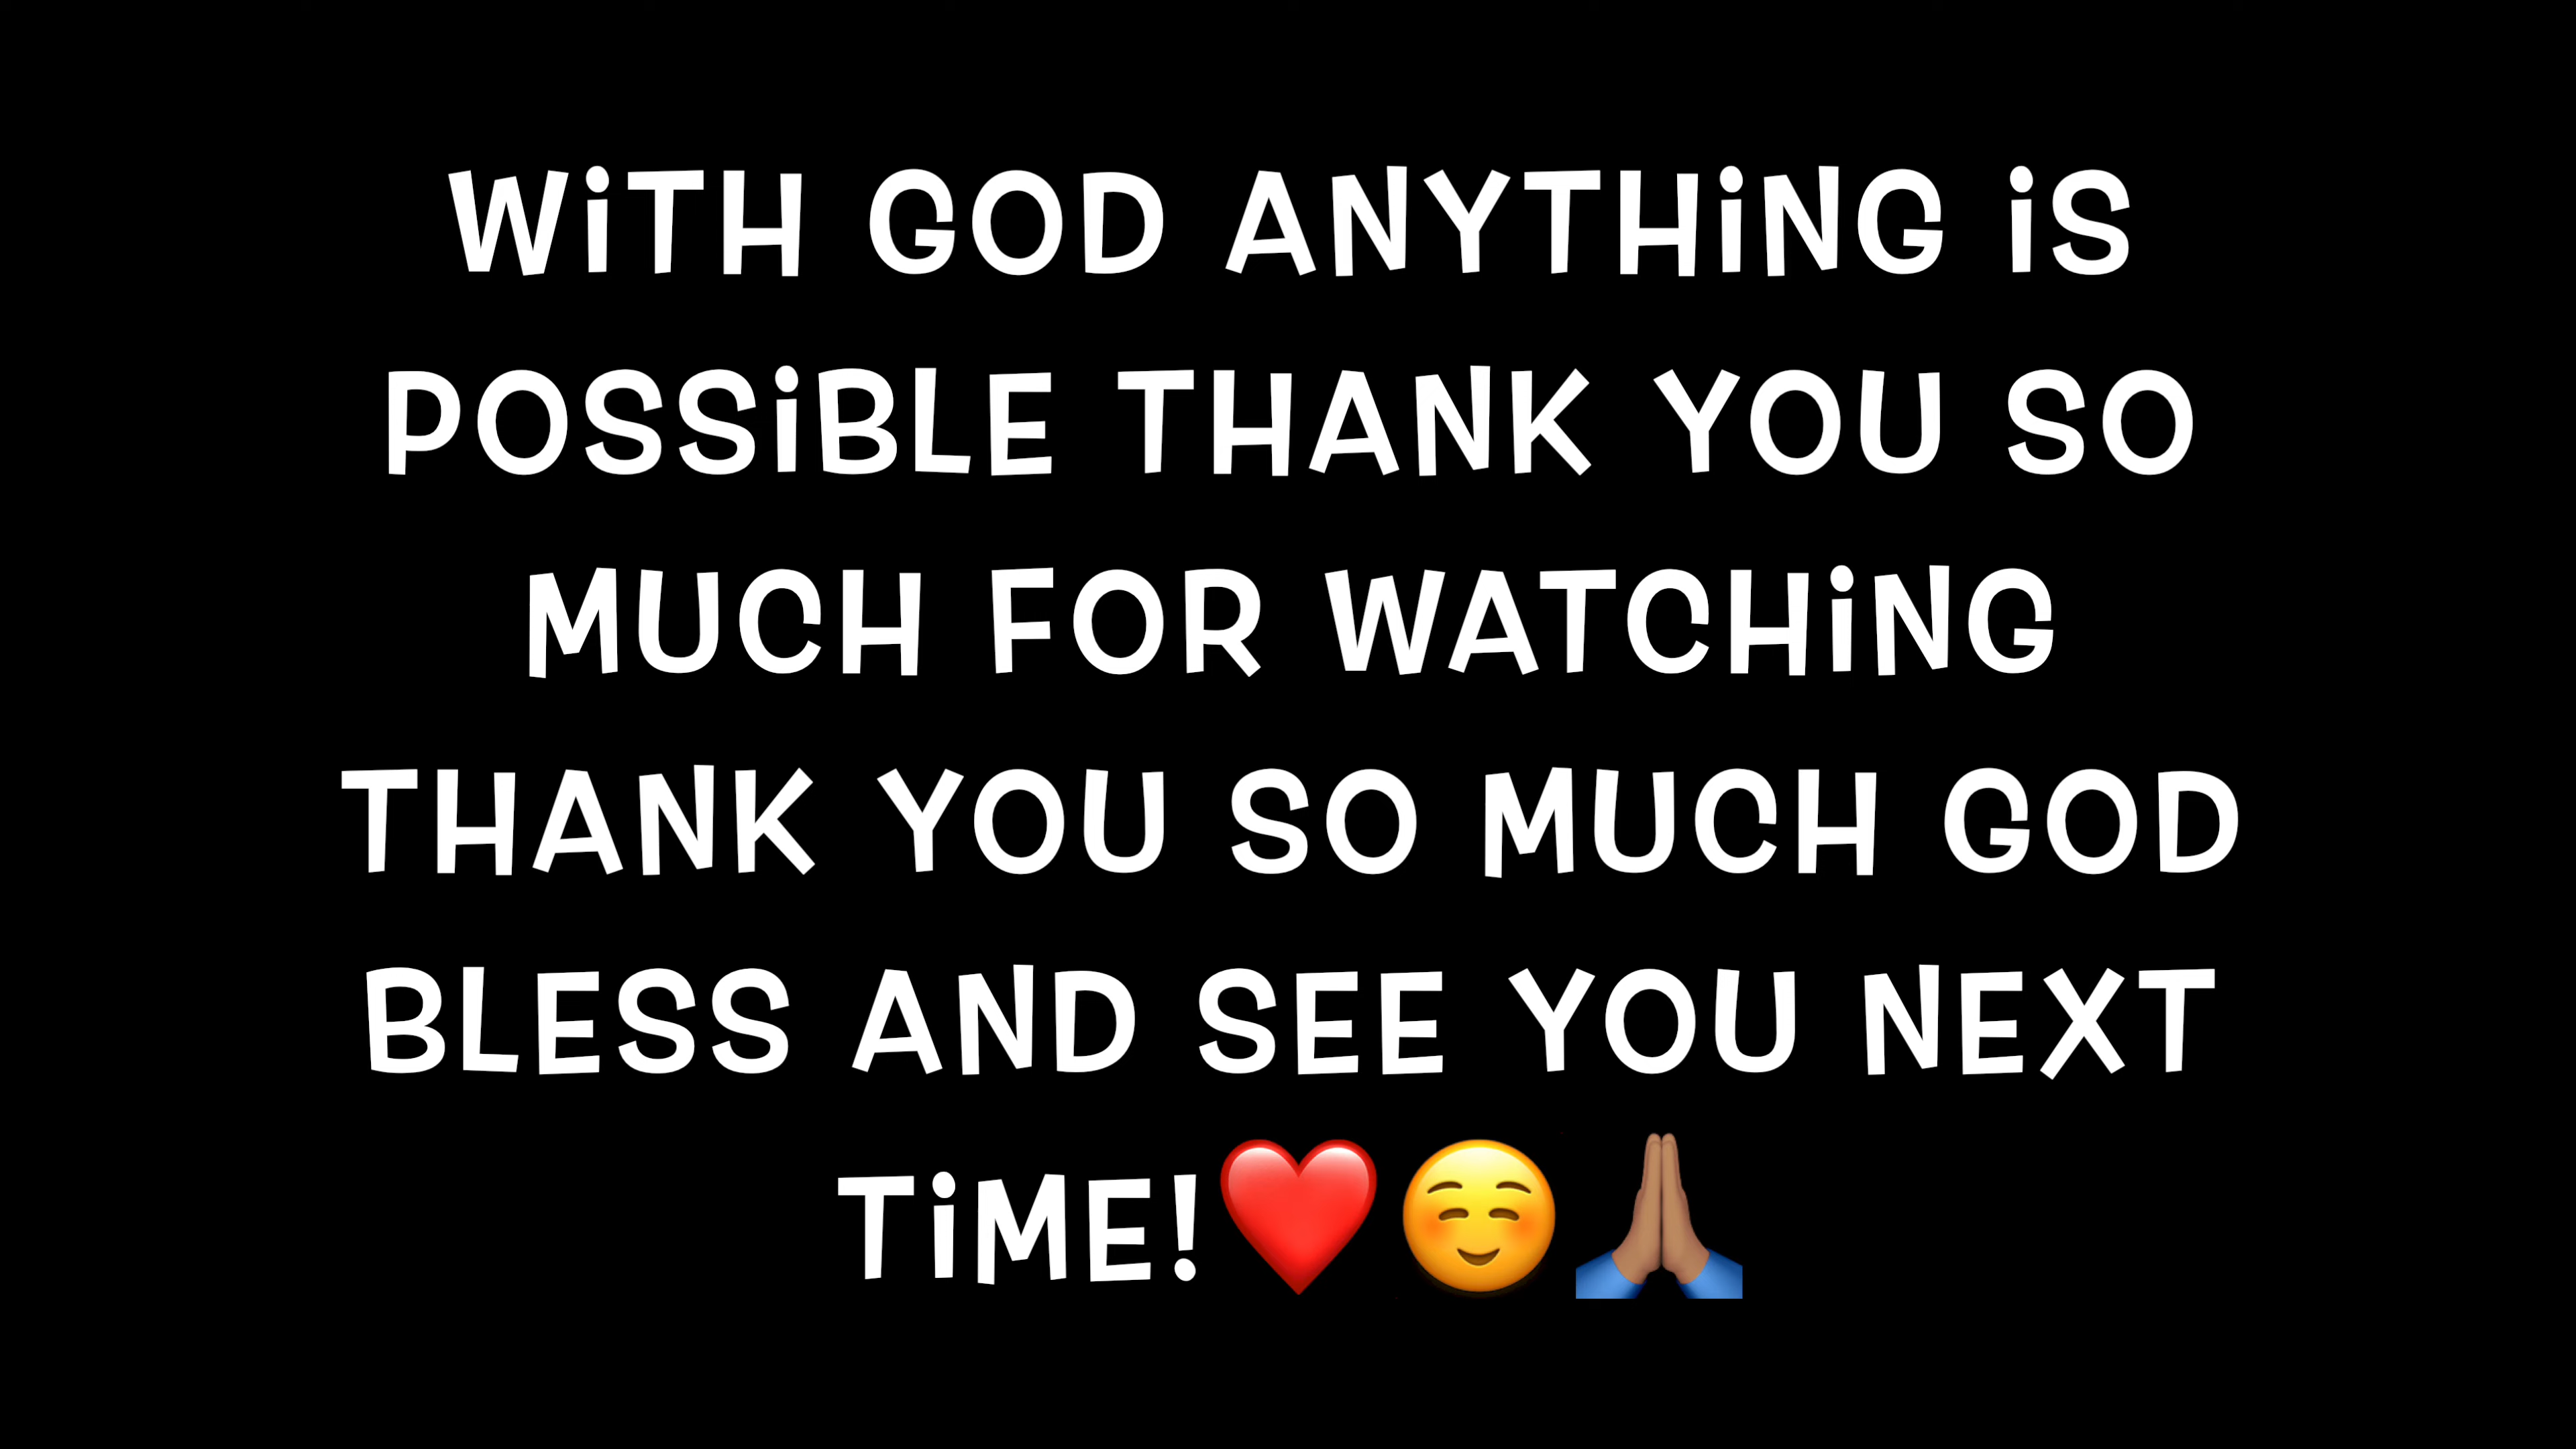 WiTH GOD ANYTHiNG iS
POSSiBLE THANK YOU SO
MUCH FOR WATCHiNG
THANK YOU SO MUCH GOD
BLESS AND SEE YOU NEXT
TiME!❤️☺️🙏🏽